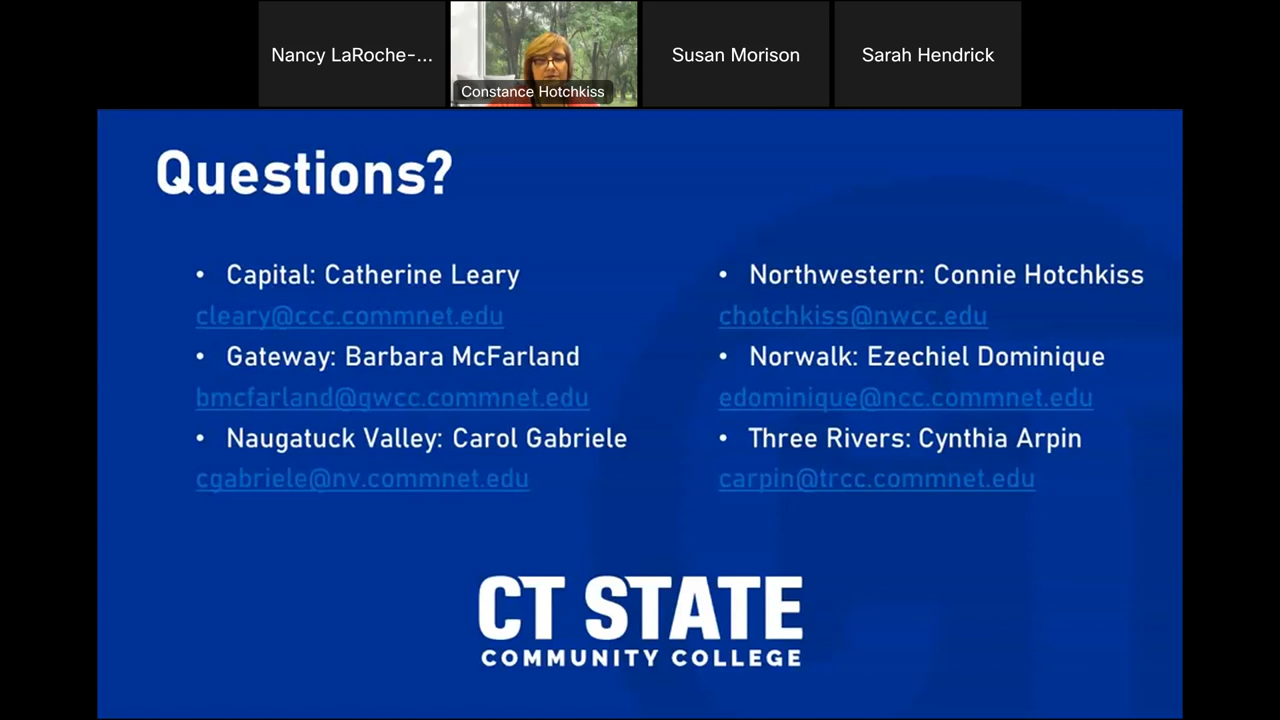 Nancy LaRoche-...
Constance Hotchkiss
Susan Morison
Sarah Hendrick
Questions?
• Capital: Catherine Leary
cleary@ccc.commnet.edu
• Gateway: Barbara McFarland
bmcfarland@gwcc.commnet.edu
• Naugatuck Valley: Carol Gabriele
cgabriele@nv.commnet.edu
• Northwestern: Connie Hotchkiss
chotchkiss@nwcc.edu
• Norwalk: Ezechiel Dominique
edominique@ncc.commnet.edu
• Three Rivers: Cynthia Arpin
carpin@trcc.commnet.edu
CT STATE
COMMUNITY COLLEGE